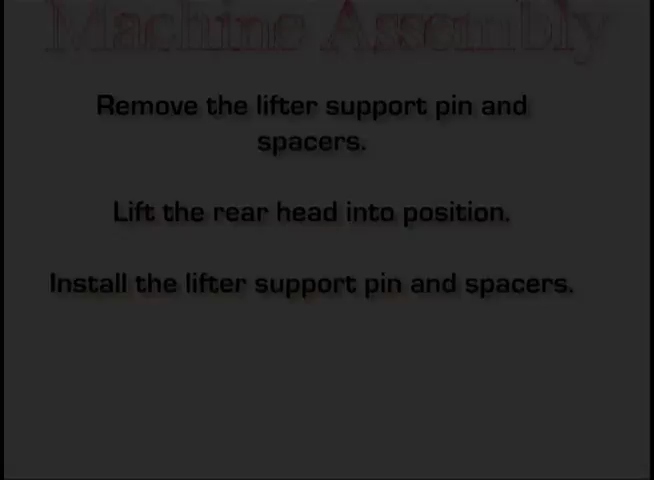 Machine Assembly
Remove the lifter support pin and
spacers.
Lift the rear head into position.
Install the lifter support pin and spacers.